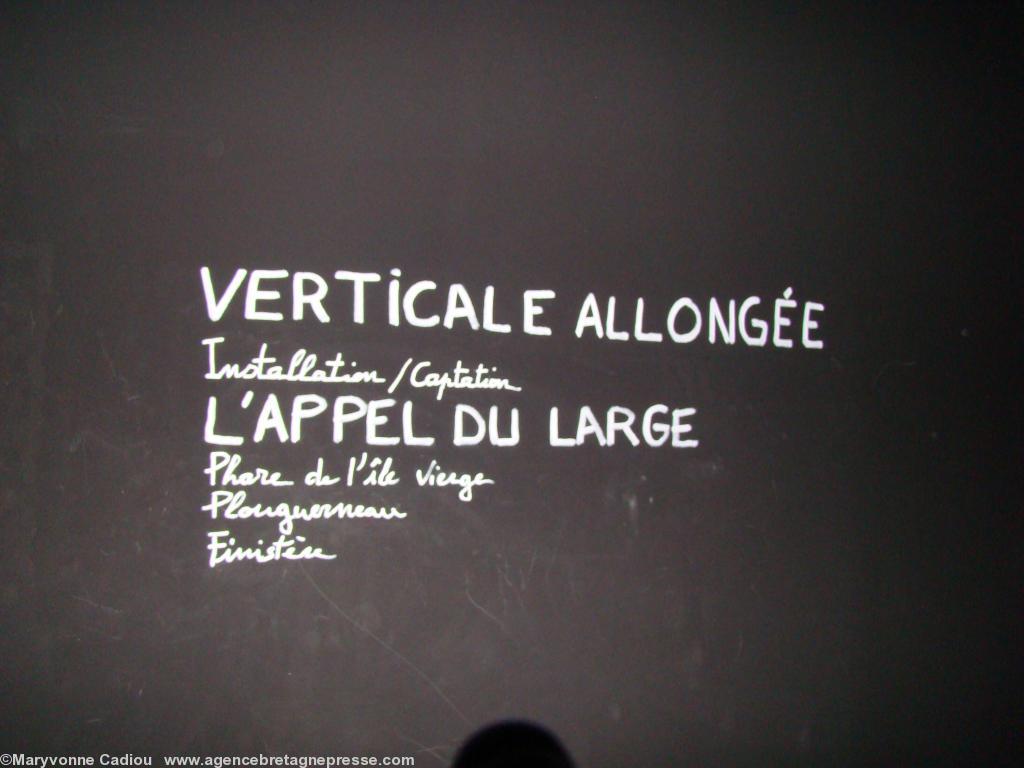 VERTICALE ALLONGÉE
Installation / Captation
L'APPEL DU LARGE
Phare de l'île vierge
Plouguerneau
Finistère
©Maryvonne Cadiou www.agencebretagnepresse.com